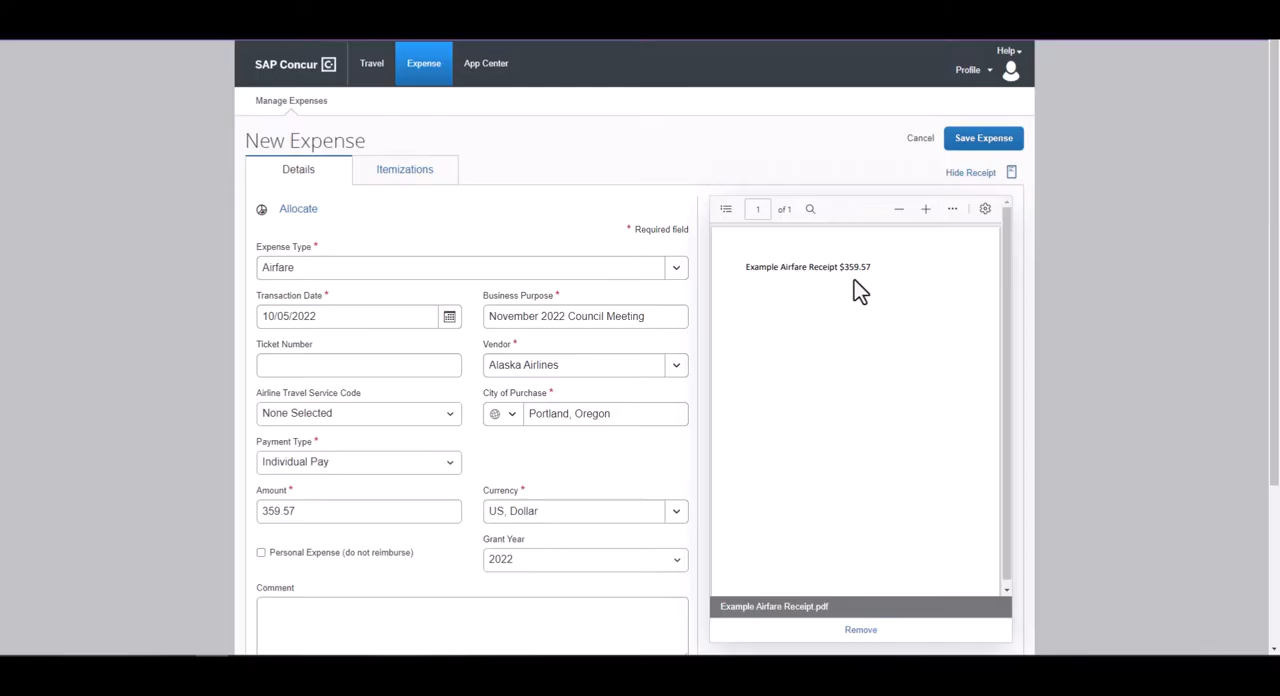 SAP Concur C
Travel
Expense
App Center
Help
Profile
Manage Expenses
New Expense
Cancel
Save Expense
Details
Itemizations
Hide Receipt
Allocate
* Required field
Expense Type *
Airfare
Transaction Date *
10/05/2022
Business Purpose *
November 2022 Council Meeting
Ticket Number
Vendor *
Alaska Airlines
Airline Travel Service Code
None Selected
City of Purchase *
Portland, Oregon
Payment Type *
Individual Pay
Amount *
359.57
Currency *
US, Dollar
Personal Expense (do not reimburse)
Grant Year
2022
Comment
1 of 1
Example Airfare Receipt $359.57
Example Airfare Receipt.pdf
Remove